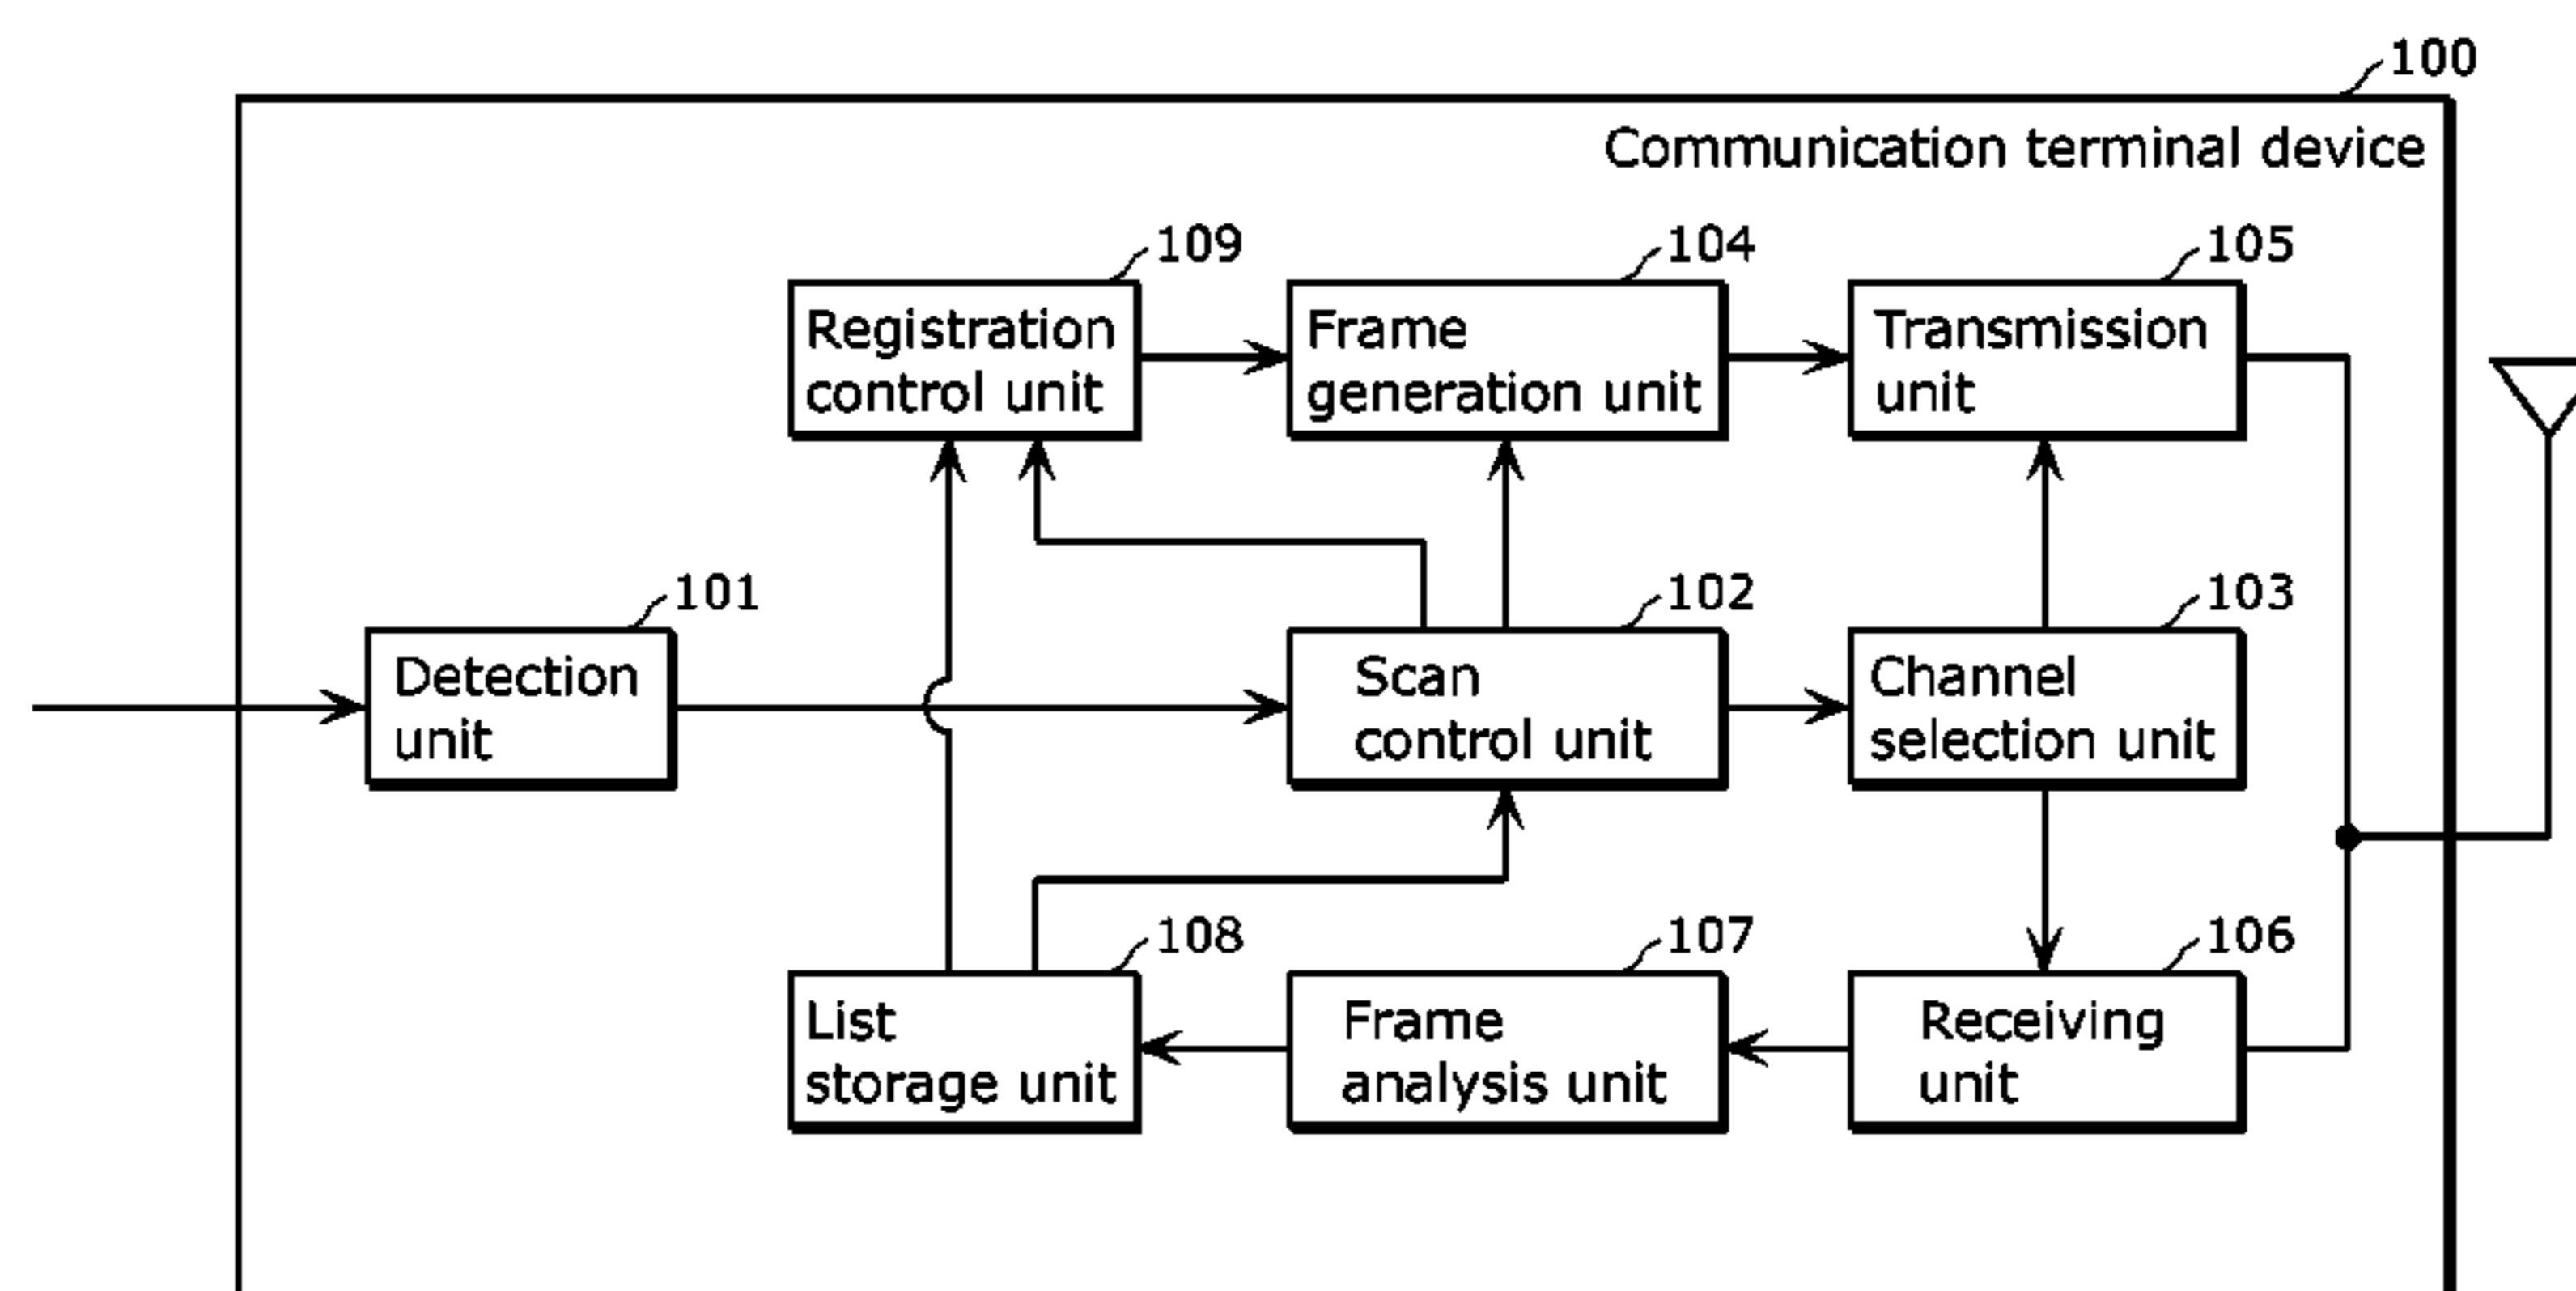 100
Communication terminal device
109
104
105
Registration
control unit
Frame
generation unit
Transmission
unit
101
102
103
Detection
unit
Scan
control unit
Channel
selection unit
108
107
106
List
storage unit
Frame
analysis unit
Receiving
unit